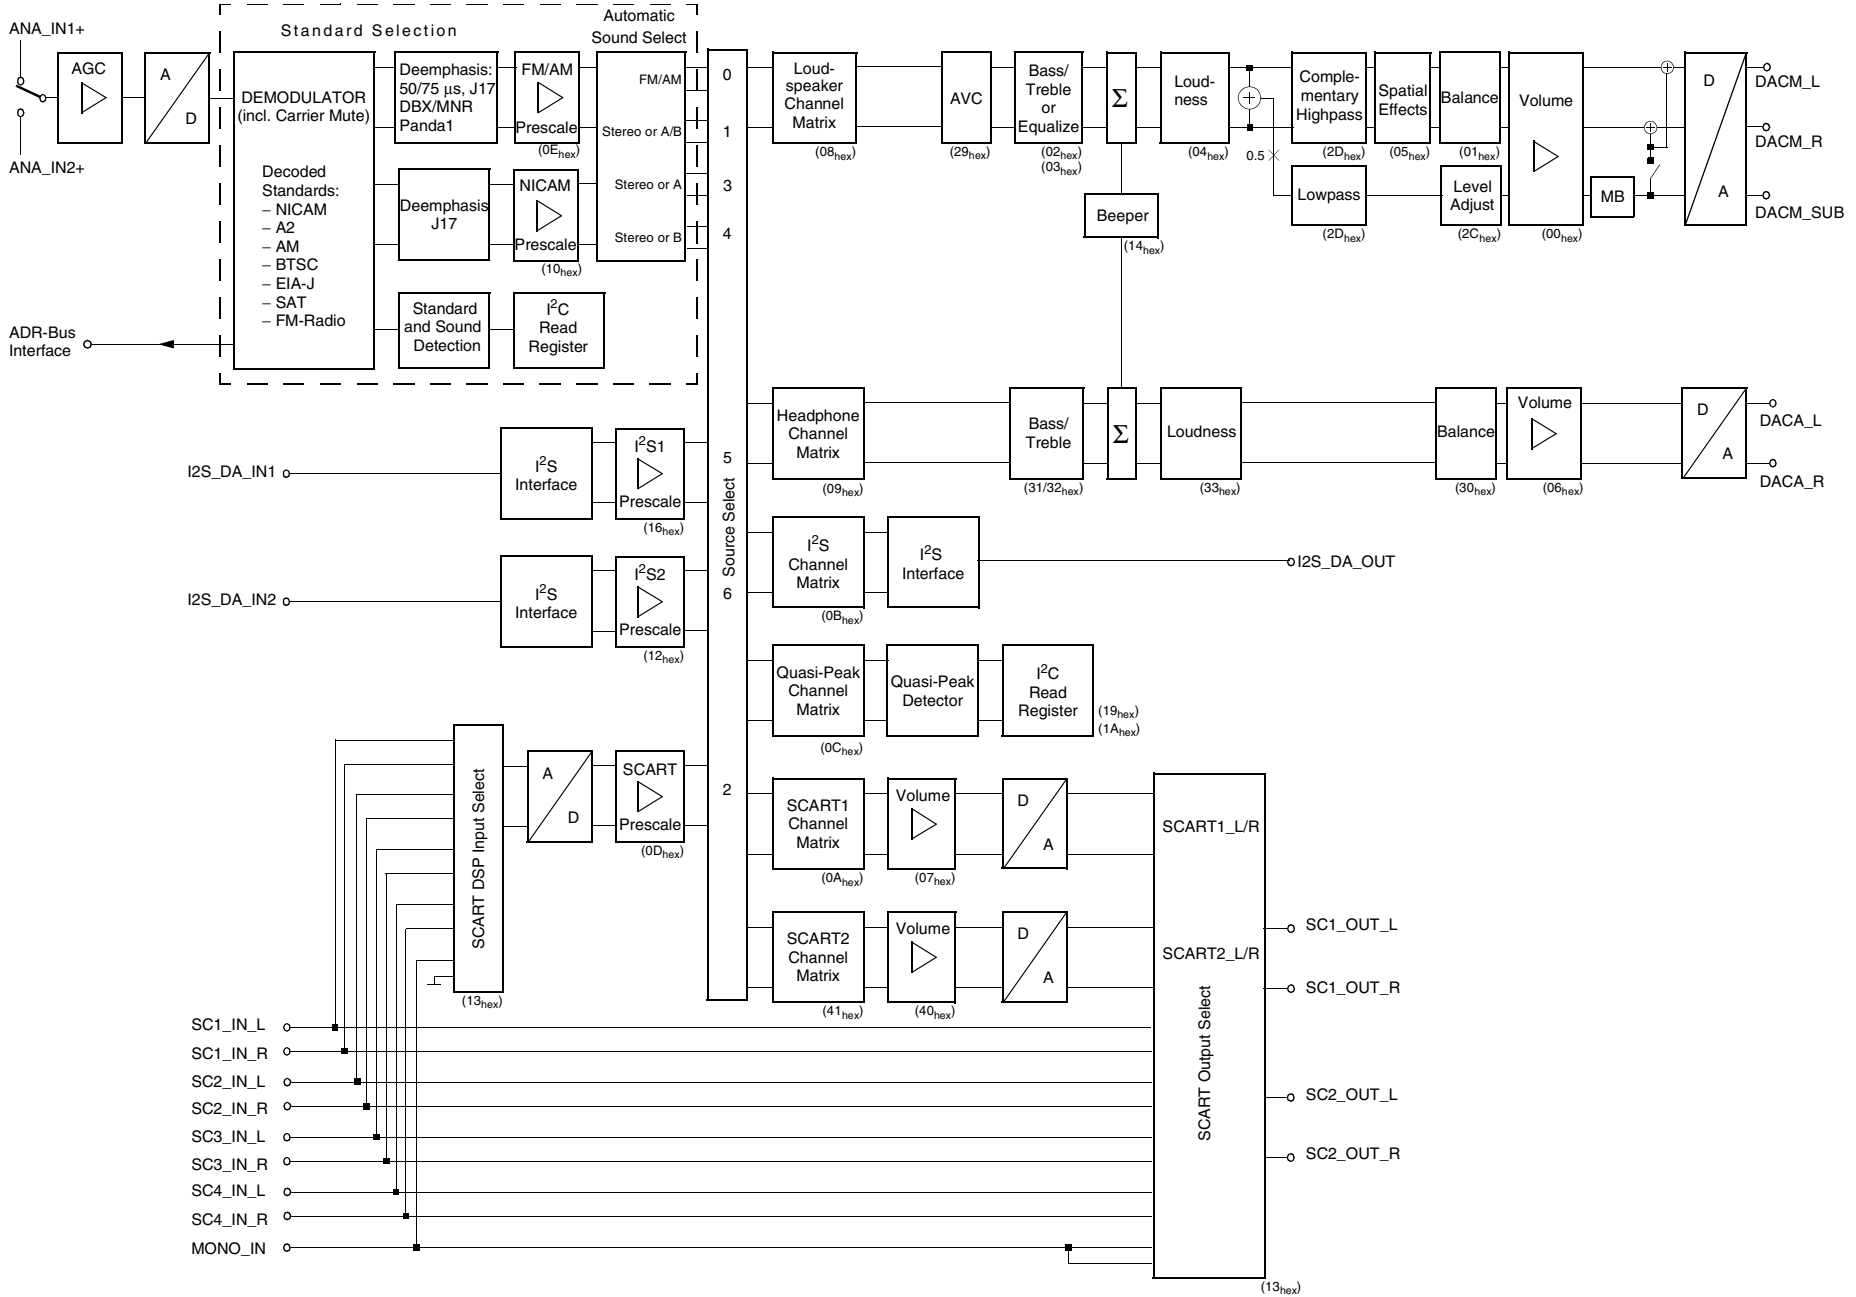 ANA_IN1+
ANA_IN2+
AGC
A
D
Standard Selection
Automatic
Sound Select
DEMODULATOR
(incl. Carrier Mute)
Decoded
Standards:
– NICAM
– A2
– AM
– BTSC
– EIA-J
– SAT
– FM-Radio
Deemphasis:
50/75 µs, J17
DBX/MNR
Panda1
FM/AM
Prescale
(0Ehex)
Deemphasis
J17
NICAM
Prescale
(10hex)
FM/AM
Stereo or A/B
Stereo or A
Stereo or B
Standard
and Sound
Detection
I2C
Read
Register
ADR-Bus
Interface
0
1
3
4
5
Source Select
6
2
Loud-
speaker
Channel
Matrix
(08hex)
AVC
(29hex)
Bass/
Treble
or
Equalize
(02hex)
(03hex)
Σ
Beeper
(14hex)
Loud-
ness
(04hex)
0.5
Comple-
mentary
Highpass
(2Dhex)
Spatial
Effects
(05hex)
Balance
(01hex)
Lowpass
(2Dhex)
Level
Adjust
(2Chex)
Volume
(00hex)
MB
D
A
DACM_L
DACM_R
DACM_SUB
Headphone
Channel
Matrix
(09hex)
Bass/
Treble
(31/32hex)
Σ
Loudness
(33hex)
Balance
(30hex)
Volume
(06hex)
D
A
DACA_L
DACA_R
I2S_DA_IN1
I2S
Interface
I2S1
Prescale
(16hex)
I2S_DA_IN2
I2S
Interface
I2S2
Prescale
(12hex)
I2S
Channel
Matrix
(0Bhex)
I2S
Interface
I2S_DA_OUT
Quasi-Peak
Channel
Matrix
(0Chex)
Quasi-Peak
Detector
I2C
Read
Register
(19hex)
(1Ahex)
SCART DSP Input Select
(13hex)
A
D
SCART
Prescale
(0Dhex)
SCART1
Channel
Matrix
(0Ahex)
Volume
(07hex)
D
A
SCART2
Channel
Matrix
(41hex)
Volume
(40hex)
D
A
SCART1_L/R
SCART2_L/R
SCART Output Select
(13hex)
SC1_OUT_L
SC1_OUT_R
SC2_OUT_L
SC2_OUT_R
SC1_IN_L
SC1_IN_R
SC2_IN_L
SC2_IN_R
SC3_IN_L
SC3_IN_R
SC4_IN_L
SC4_IN_R
MONO_IN